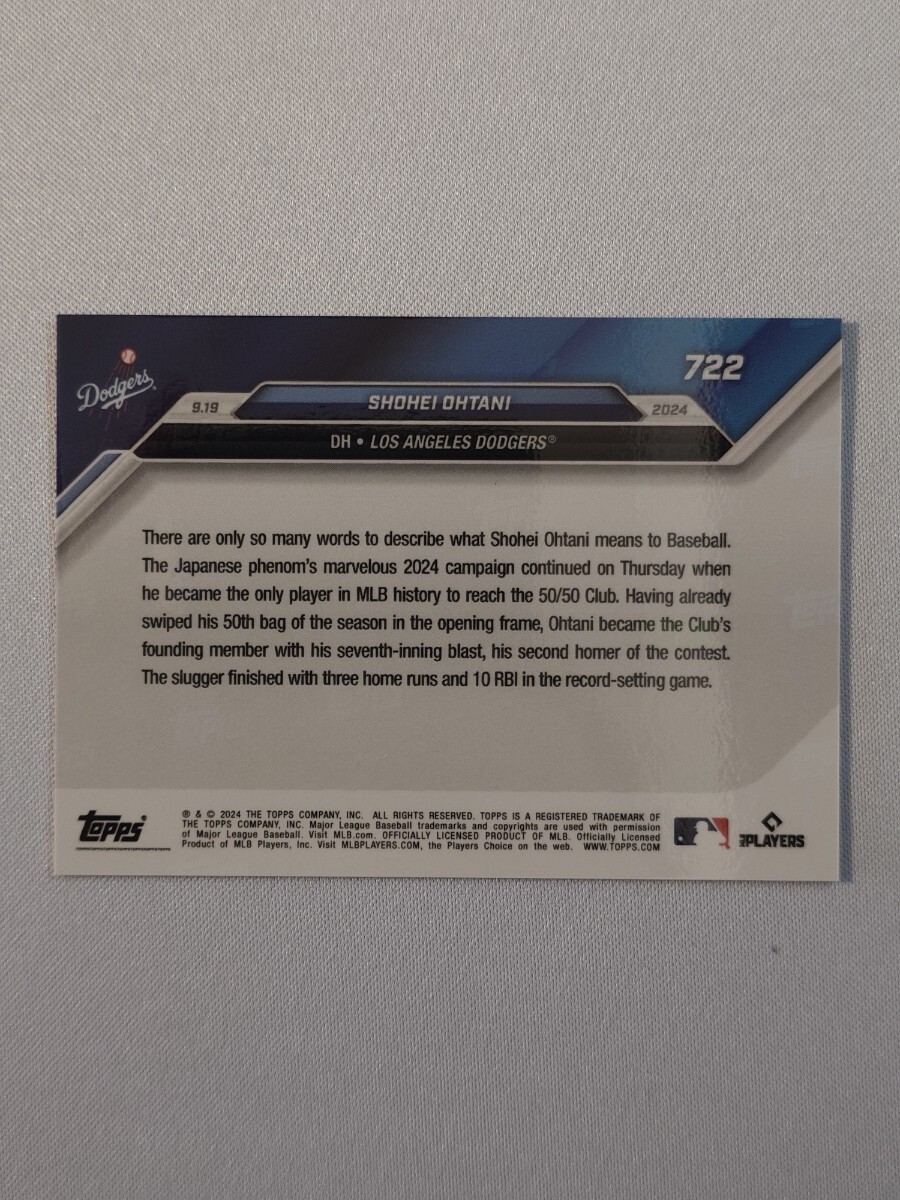 722
Dodgers
9.19
SHOHEI OHTANI
2024
DH • LOS ANGELES DODGERS®
There are only so many words to describe what Shohei Ohtani means to Baseball.
The Japanese phenom's marvelous 2024 campaign continued on Thursday when
he became the only player in MLB history to reach the 50/50 Club. Having already
swiped his 50th bag of the season in the opening frame, Ohtani became the Club's
founding member with his seventh-inning blast, his second homer of the contest.
The slugger finished with three home runs and 10 RBI in the record-setting game.
topps
® & © 2024 THE TOPPS COMPANY, INC. ALL RIGHTS RESERVED. TOPPS IS A REGISTERED TRADEMARK OF
THE TOPPS COMPANY, INC. Major League Baseball trademarks and copyrights are used with permission
of Major League Baseball. Visit MLB.com. OFFICIALLY LICENSED PRODUCT OF MLB. Officially Licensed
Product of MLB Players, Inc. Visit MLBPLAYERS.COM, the Players Choice on the web. WWW.TOPPS.COM
PLAYERS